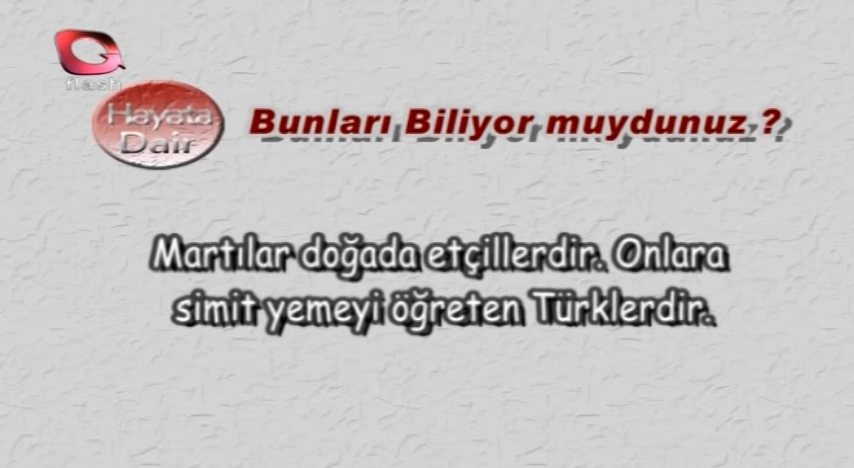 flash
Hayata
Dair
Bunları Biliyor muydunuz ?
Martılar doğada etçillerdir. Onlara
simit yemeyi öğreten Türklerdir.